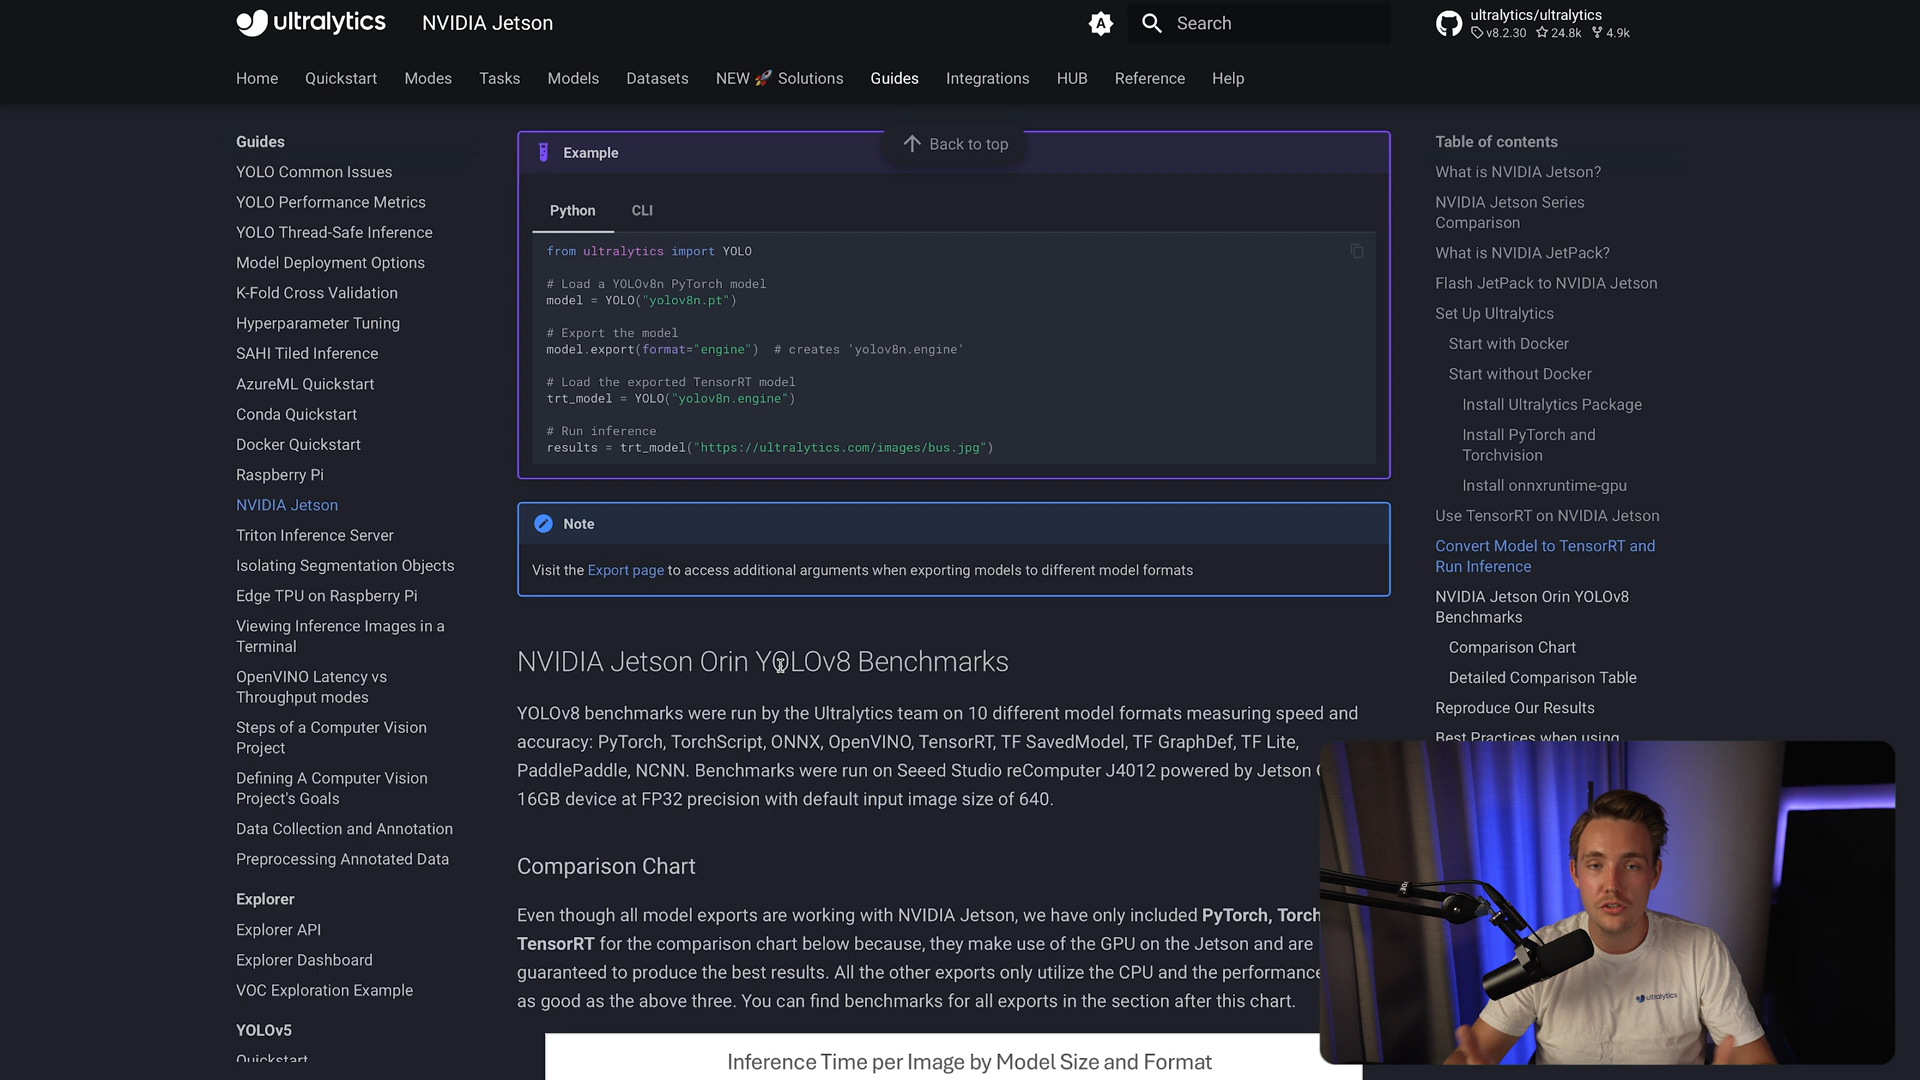 ultralytics
NVIDIA Jetson
A
Search
ultralytics/ultralytics
v8.2.30 24.8k 4.9k
Home Quickstart Modes Tasks Models Datasets NEW 🚀 Solutions Guides Integrations HUB Reference Help
Guides
YOLO Common Issues
YOLO Performance Metrics
YOLO Thread-Safe Inference
Model Deployment Options
K-Fold Cross Validation
Hyperparameter Tuning
SAHI Tiled Inference
AzureML Quickstart
Conda Quickstart
Docker Quickstart
Raspberry Pi
NVIDIA Jetson
Triton Inference Server
Isolating Segmentation Objects
Edge TPU on Raspberry Pi
Viewing Inference Images in a
Terminal
OpenVINO Latency vs
Throughput modes
Steps of a Computer Vision
Project
Defining A Computer Vision
Project's Goals
Data Collection and Annotation
Preprocessing Annotated Data
Explorer
Explorer API
Explorer Dashboard
VOC Exploration Example
YOLOv5
Quickstart
Back to top
Example
Python CLI
from ultralytics import YOLO
# Load a YOLOv8n PyTorch model
model = YOLO("yolov8n.pt")
# Export the model
model.export(format="engine")  # creates 'yolov8n.engine'
# Load the exported TensorRT model
trt_model = YOLO("yolov8n.engine")
# Run inference
results = trt_model("https://ultralytics.com/images/bus.jpg")
Note
Visit the Export page to access additional arguments when exporting models to different model formats
NVIDIA Jetson Orin YOLOv8 Benchmarks
YOLOv8 benchmarks were run by the Ultralytics team on 10 different model formats measuring speed and
accuracy: PyTorch, TorchScript, ONNX, OpenVINO, TensorRT, TF SavedModel, TF GraphDef, TF Lite,
PaddlePaddle, NCNN. Benchmarks were run on Seeed Studio reComputer J4012 powered by Jetson
16GB device at FP32 precision with default input image size of 640.
Comparison Chart
Even though all model exports are working with NVIDIA Jetson, we have only included PyTorch, Torch
TensorRT for the comparison chart below because, they make use of the GPU on the Jetson and are
guaranteed to produce the best results. All the other exports only utilize the CPU and the performance
as good as the above three. You can find benchmarks for all exports in the section after this chart.
Inference Time per Image by Model Size and Format
Table of contents
What is NVIDIA Jetson?
NVIDIA Jetson Series
Comparison
What is NVIDIA JetPack?
Flash JetPack to NVIDIA Jetson
Set Up Ultralytics
Start with Docker
Start without Docker
Install Ultralytics Package
Install PyTorch and
Torchvision
Install onnxruntime-gpu
Use TensorRT on NVIDIA Jetson
Convert Model to TensorRT and
Run Inference
NVIDIA Jetson Orin YOLOv8
Benchmarks
Comparison Chart
Detailed Comparison Table
Reproduce Our Results
Best Practices when using
ultralytics